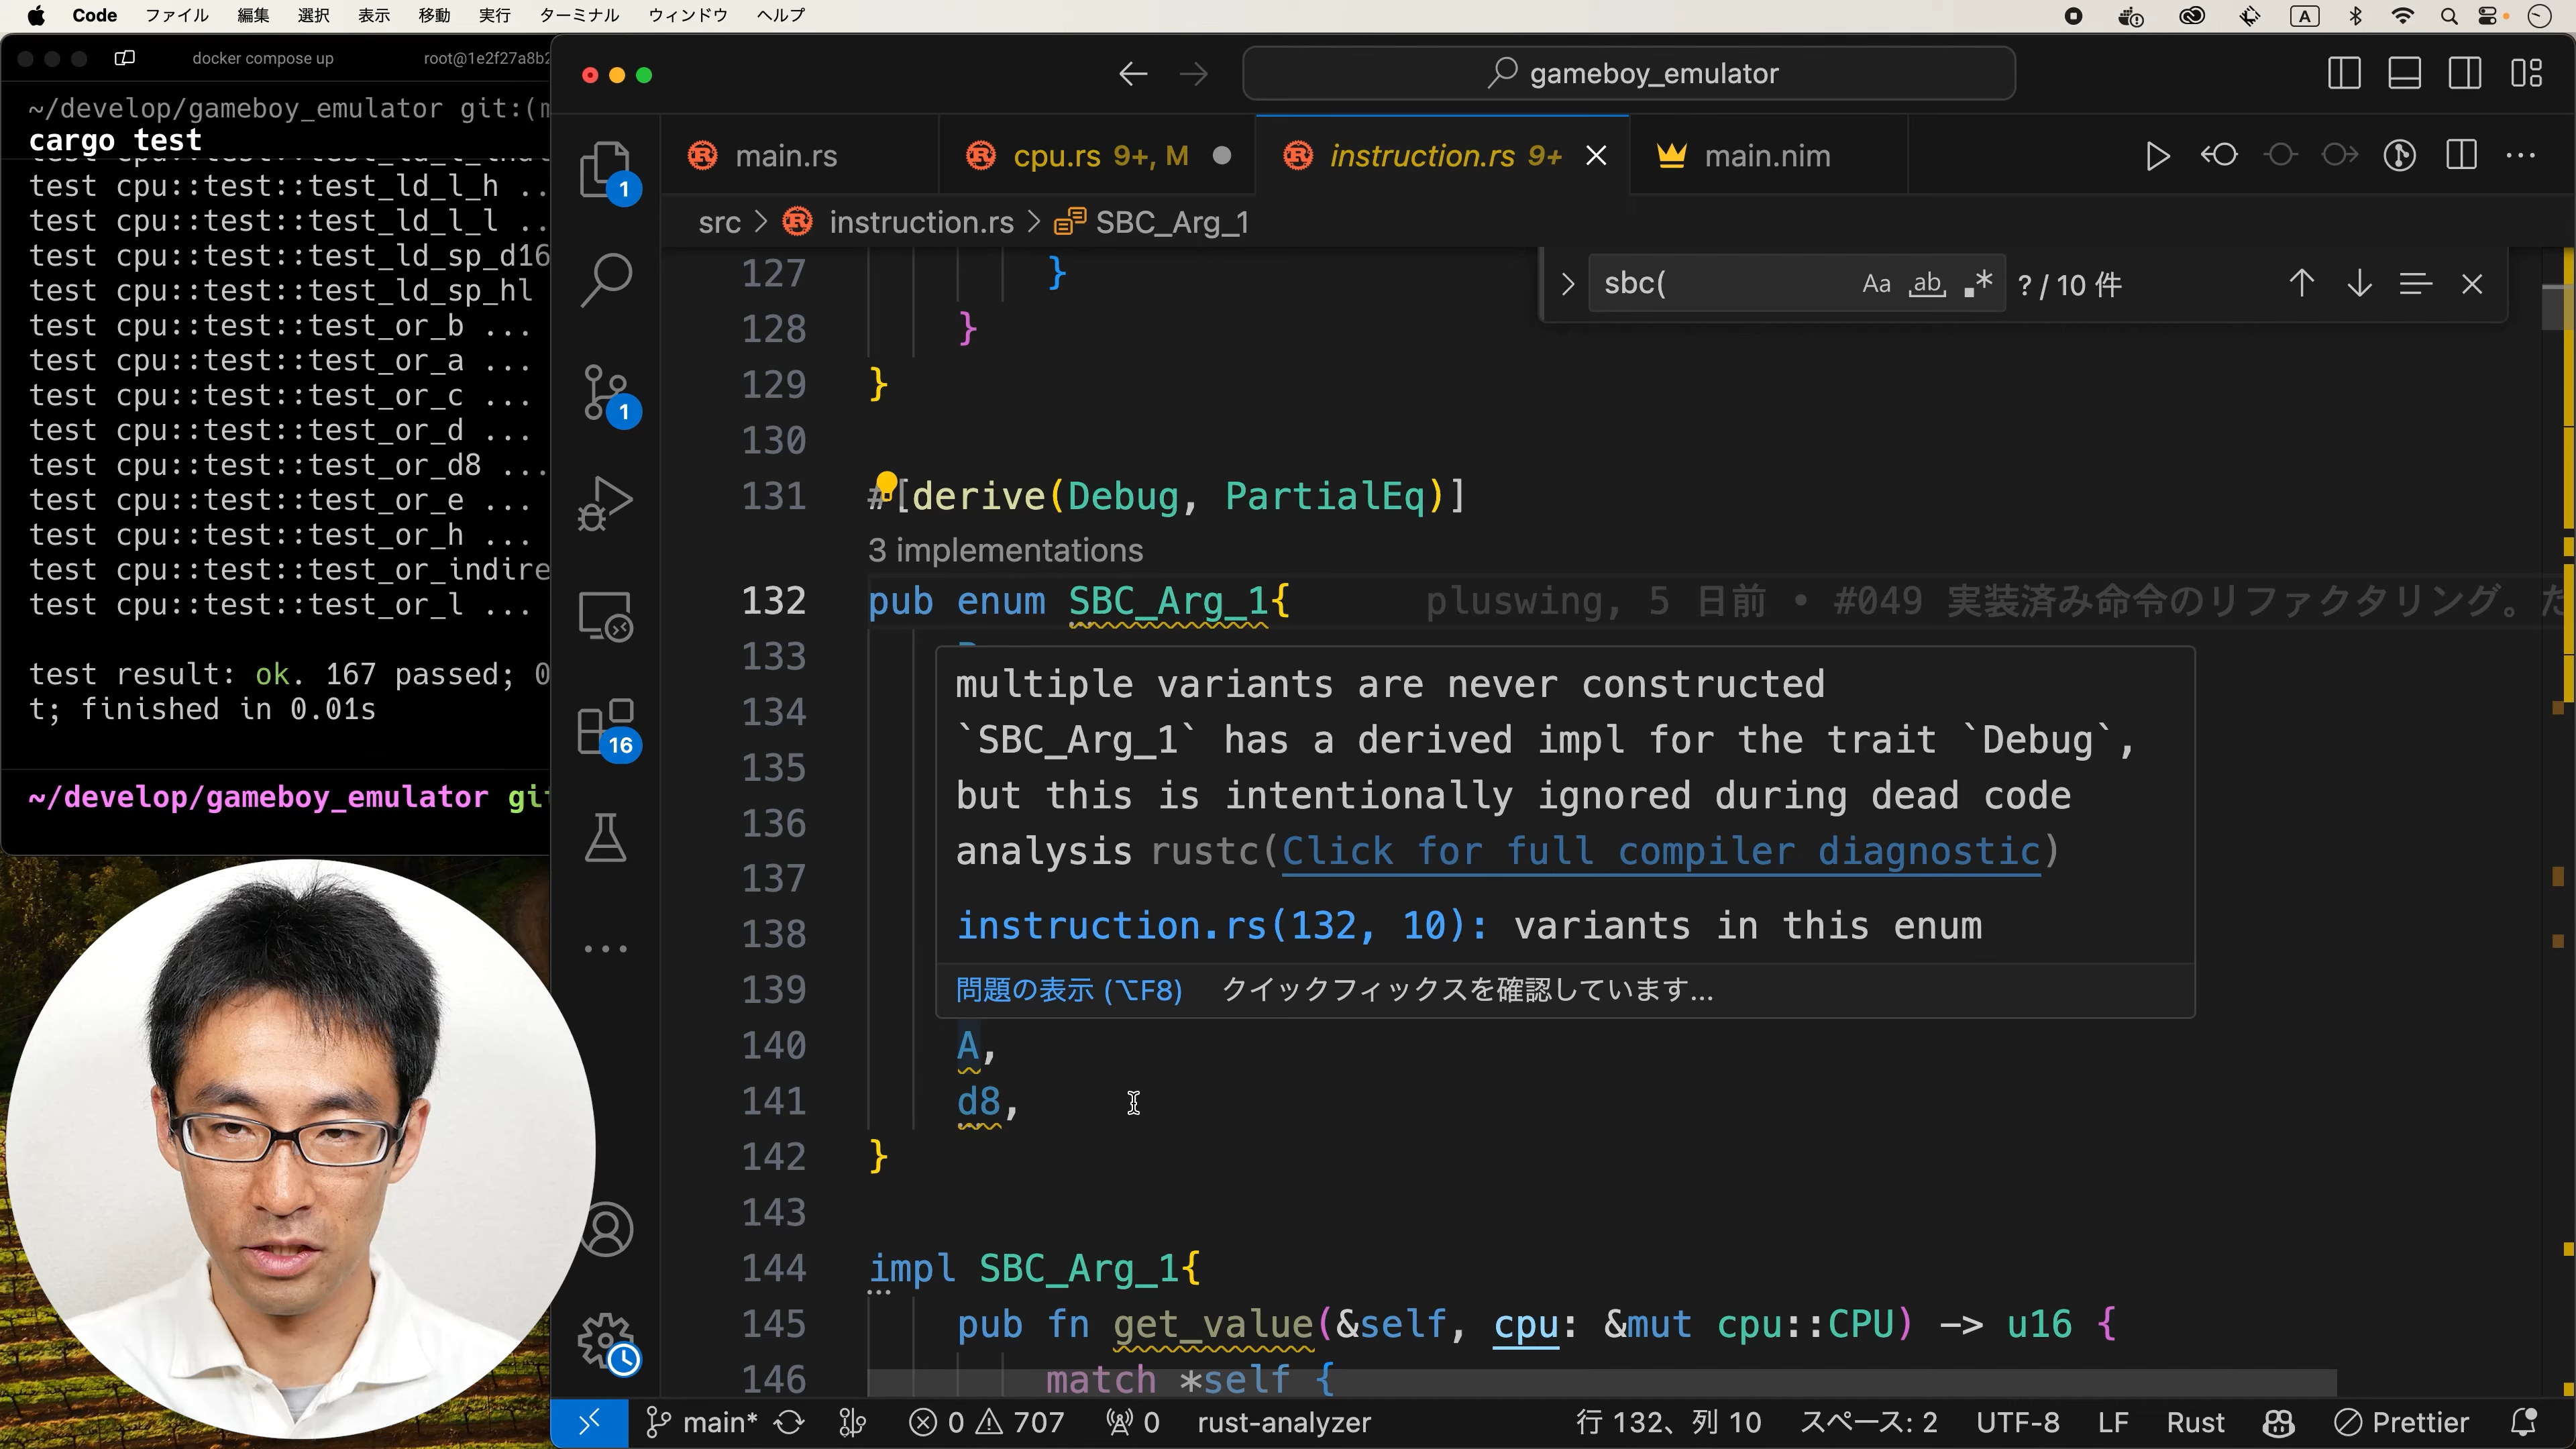 Code ファイル 編集 選択 表示 移動 実行 ターミナル ウィンドウ ヘルプ A
docker compose up root@1e2f27a8b2
~/develop/gameboy_emulator git:(m
cargo test
test cpu::test::test_ld_l_h ..
test cpu::test::test_ld_l_l ..
test cpu::test::test_ld_sp_d16
test cpu::test::test_ld_sp_hl
test cpu::test::test_or_b ...
test cpu::test::test_or_a ...
test cpu::test::test_or_c ...
test cpu::test::test_or_d ...
test cpu::test::test_or_d8 ...
test cpu::test::test_or_e ...
test cpu::test::test_or_h ...
test cpu::test::test_or_indire
test cpu::test::test_or_l ...
test result: ok. 167 passed; 0
t; finished in 0.01s
~/develop/gameboy_emulator git
gameboy_emulator
main.rs cpu.rs 9+, M instruction.rs 9+ main.nim
src > instruction.rs > SBC_Arg_1
sbc( Aa ab .* ? / 10 件
1
1
16
127 }
128 }
129 }
130
131 #[derive(Debug, PartialEq)]
3 implementations
132 pub enum SBC_Arg_1{ pluswing, 5 日前 • #049 実装済み命令のリファクタリング。た
133
134
135
136
137
138
139
multiple variants are never constructed
`SBC_Arg_1` has a derived impl for the trait `Debug`,
but this is intentionally ignored during dead code
analysis rustc(Click for full compiler diagnostic)
instruction.rs(132, 10): variants in this enum
問題の表示 (⌥F8) クイックフィックスを確認しています...
140 A,
141 d8,
142 }
143
144 impl SBC_Arg_1{
145 pub fn get_value(&self, cpu: &mut cpu::CPU) -> u16 {
146 match *self {
main* 0 707 0 rust-analyzer 行 132、列 10 スペース: 2 UTF-8 LF Rust Prettier